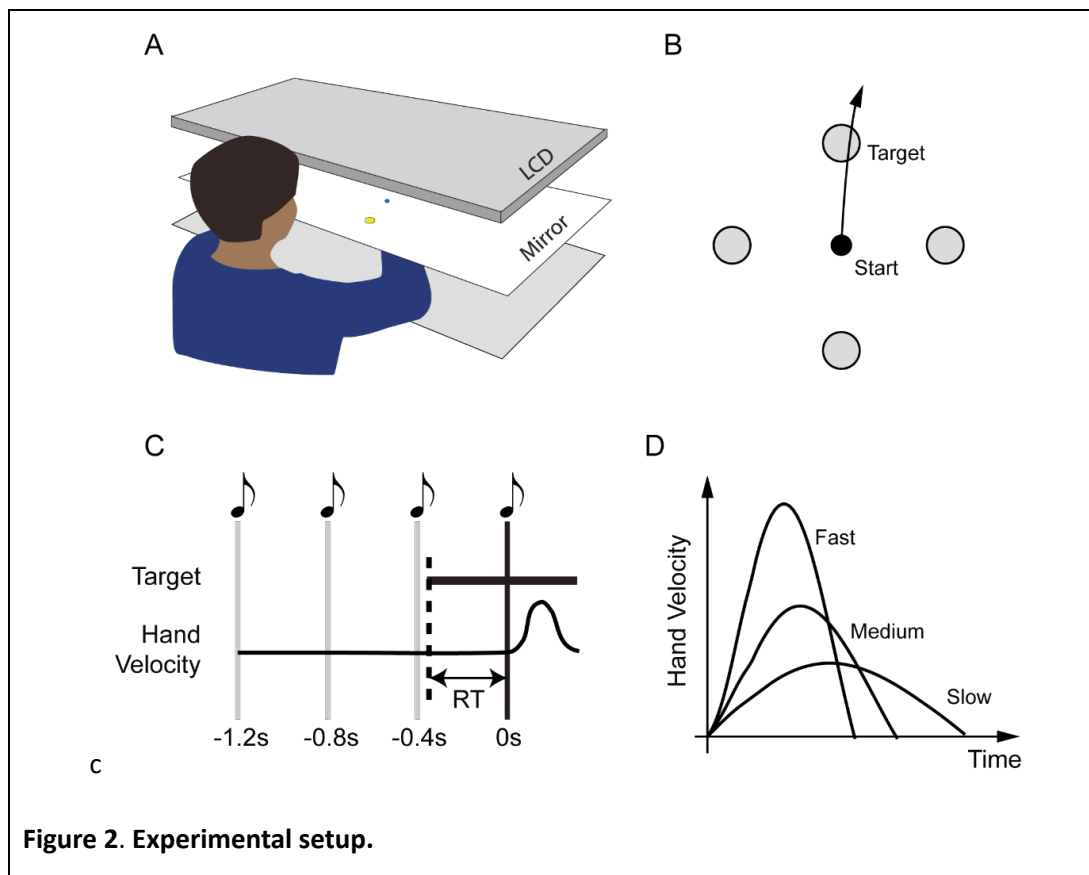 A
LCD
Mirror
B
Target
Start
C
Target
Hand
Velocity
RT
-1.2s -0.8s -0.4s 0s
c
D
Hand Velocity
Fast
Medium
Slow
Time
Figure 2. Experimental setup.